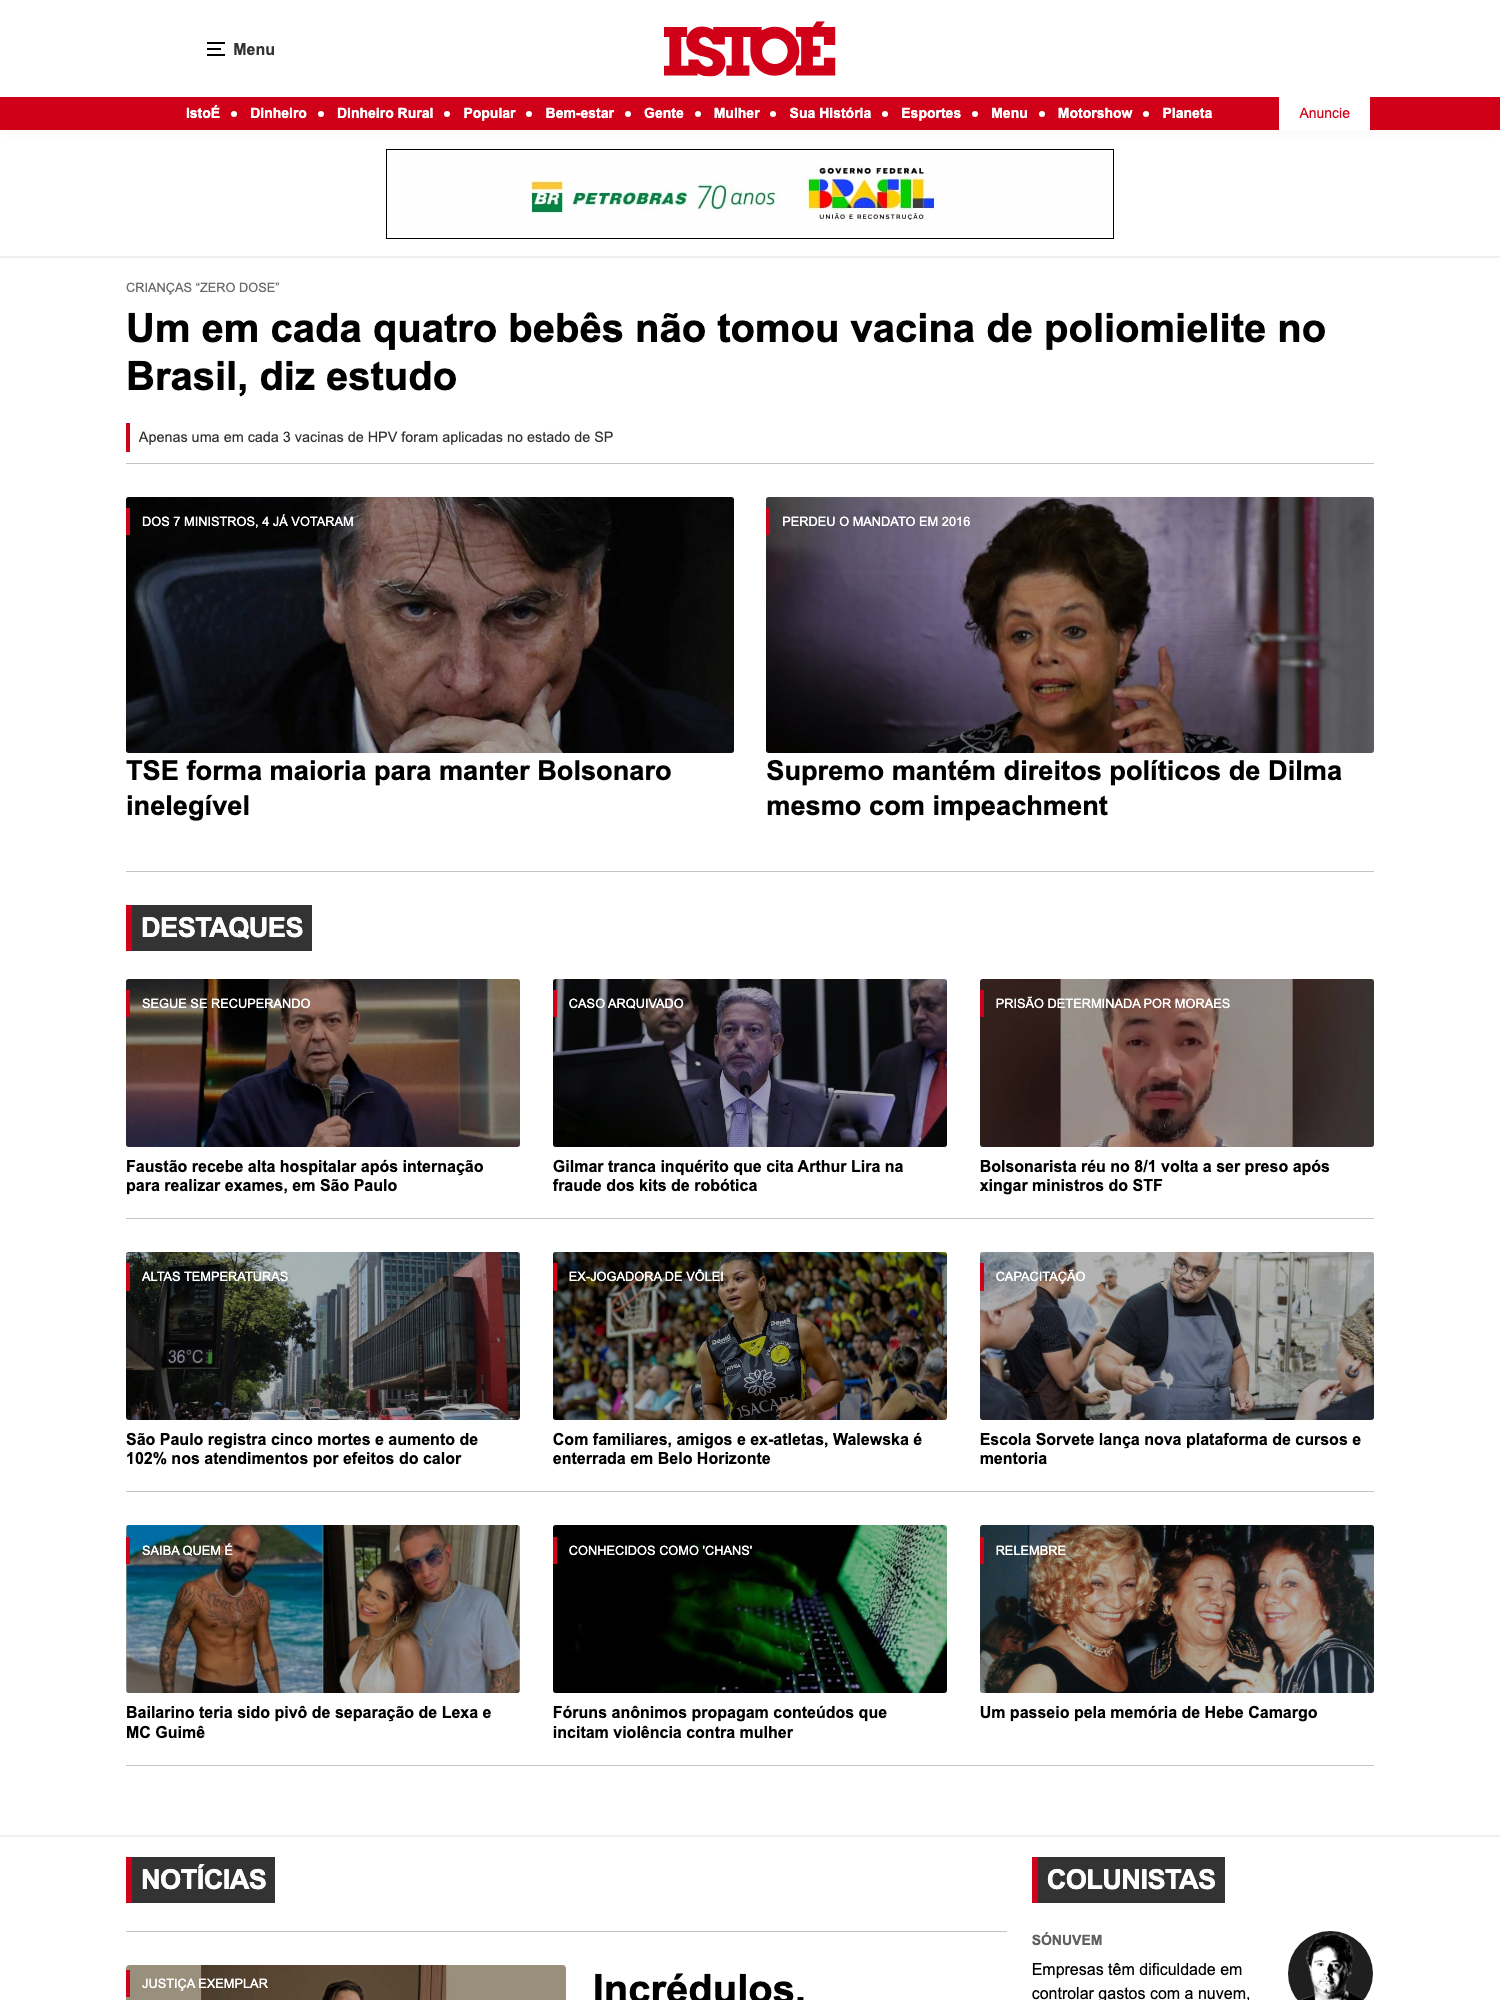 Menu
ISTOÉ
IstoÉ • Dinheiro • Dinheiro Rural • Popular • Bem-estar • Gente • Mulher • Sua História • Esportes • Menu • Motorshow • Planeta
Anuncie
BR PETROBRAS 70 anos
GOVERNO FEDERAL
BRASIL
UNIÃO E RECONSTRUÇÃO
CRIANÇAS “ZERO DOSE”
Um em cada quatro bebês não tomou vacina de poliomielite no
Brasil, diz estudo
Apenas uma em cada 3 vacinas de HPV foram aplicadas no estado de SP
DOS 7 MINISTROS, 4 JÁ VOTARAM
TSE forma maioria para manter Bolsonaro
inelegível
PERDEU O MANDATO EM 2016
Supremo mantém direitos políticos de Dilma
mesmo com impeachment
DESTAQUES
SEGUE SE RECUPERANDO
Faustão recebe alta hospitalar após internação
para realizar exames, em São Paulo
CASO ARQUIVADO
Gilmar tranca inquérito que cita Arthur Lira na
fraude dos kits de robótica
PRISÃO DETERMINADA POR MORAES
Bolsonarista réu no 8/1 volta a ser preso após
xingar ministros do STF
ALTAS TEMPERATURAS
36°C
São Paulo registra cinco mortes e aumento de
102% nos atendimentos por efeitos do calor
EX-JOGADORA DE VÔLEI
ISACARI
Com familiares, amigos e ex-atletas, Walewska é
enterrada em Belo Horizonte
CAPACITAÇÃO
Escola Sorvete lança nova plataforma de cursos e
mentoria
SAIBA QUEM É
Bailarino teria sido pivô de separação de Lexa e
MC Guimê
CONHECIDOS COMO 'CHANS'
Fóruns anônimos propagam conteúdos que
incitam violência contra mulher
RELEMBRE
Um passeio pela memória de Hebe Camargo
NOTÍCIAS
JUSTIÇA EXEMPLAR
Incrédulos,
COLUNISTAS
SÓNUVEM
Empresas têm dificuldade em
controlar gastos com a nuvem,